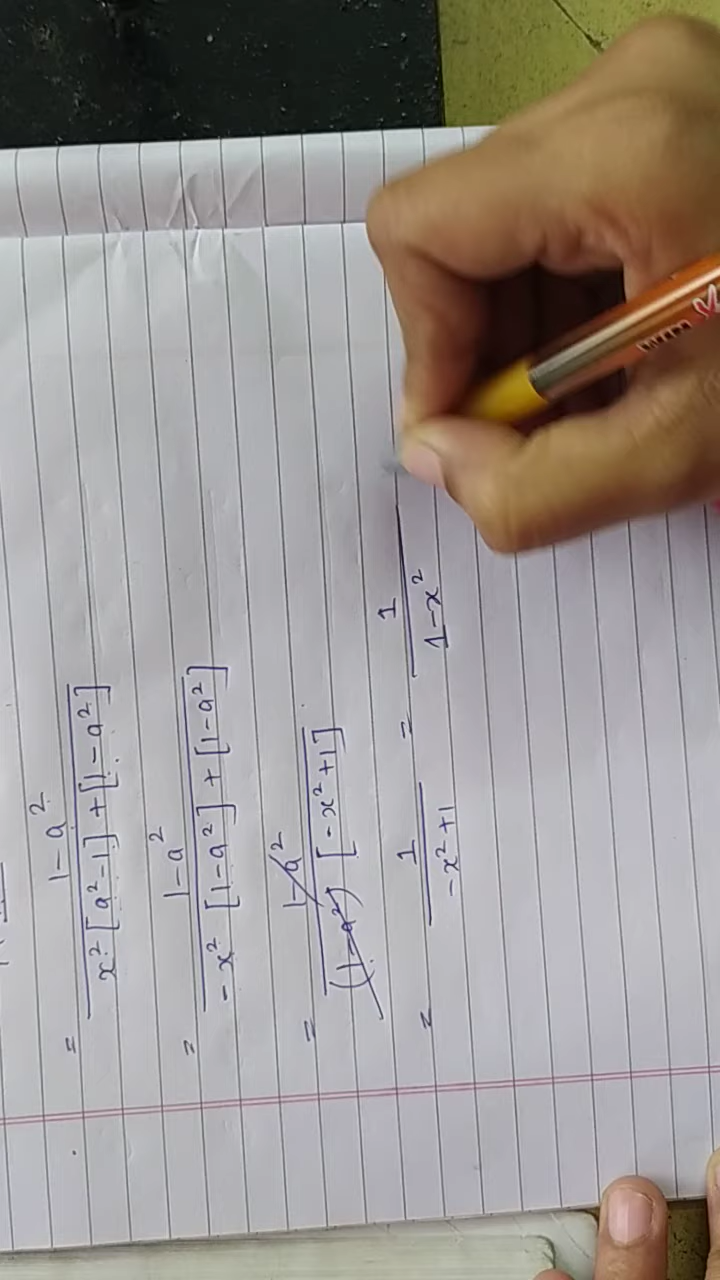 = 1-a² / x²[a²-1]+[1-a²]
= 1-a² / -x²[1-a²]+[1-a²]
= 1-a² / (1-a²)[-x²+1]
= 1 / -x²+1 = 1 / 1-x²